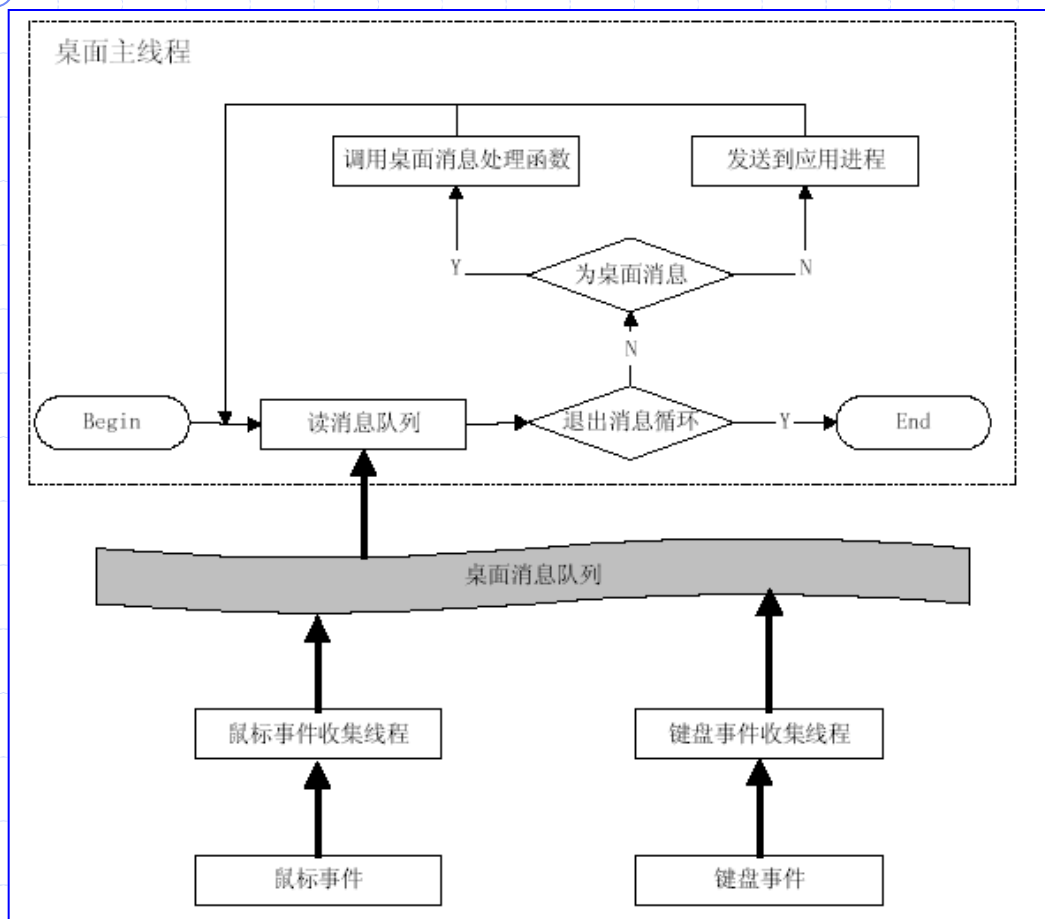 桌面主线程
调用桌面消息处理函数
发送到应用进程
Y
为桌面消息
N
N
Begin
读消息队列
退出消息循环
Y
End
桌面消息队列
鼠标事件收集线程
键盘事件收集线程
鼠标事件
键盘事件